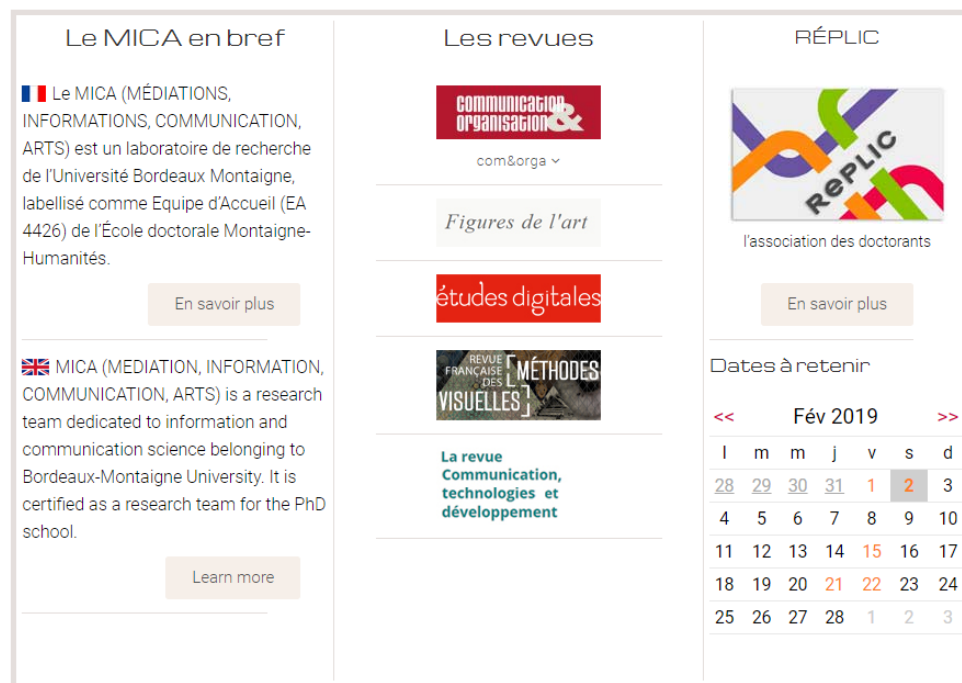 Le MICA en bref
Le MICA (MÉDIATIONS,
INFORMATIONS, COMMUNICATION,
ARTS) est un laboratoire de recherche
de l'Université Bordeaux Montaigne,
labellisé comme Equipe d'Accueil (EA
4426) de l'École doctorale Montaigne-
Humanités.
En savoir plus
MICA (MEDIATION, INFORMATION,
COMMUNICATION, ARTS) is a research
team dedicated to information and
communication science belonging to
Bordeaux-Montaigne University. It is
certified as a research team for the PhD
school.
Learn more
Les revues
communication
& organisation
com&orga
Figures de l'art
études digitales
REVUE
FRANÇAISE
DES
MÉTHODES
VISUELLES
La revue
Communication,
technologies et
développement
RÉPLIC
RePLIC
l'association des doctorants
En savoir plus
Dates à retenir
<< Fév 2019 >>
l m m j v s d
28 29 30 31 1 2 3
4 5 6 7 8 9 10
11 12 13 14 15 16 17
18 19 20 21 22 23 24
25 26 27 28 1 2 3